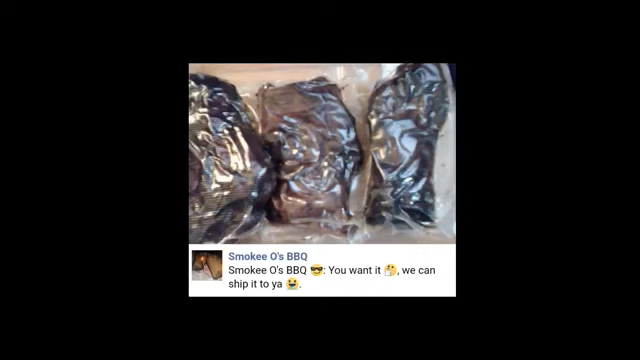 Smokee O's BBQ
Smokee O's BBQ 😎: You want it 🤔, we can
ship it to ya 😀.